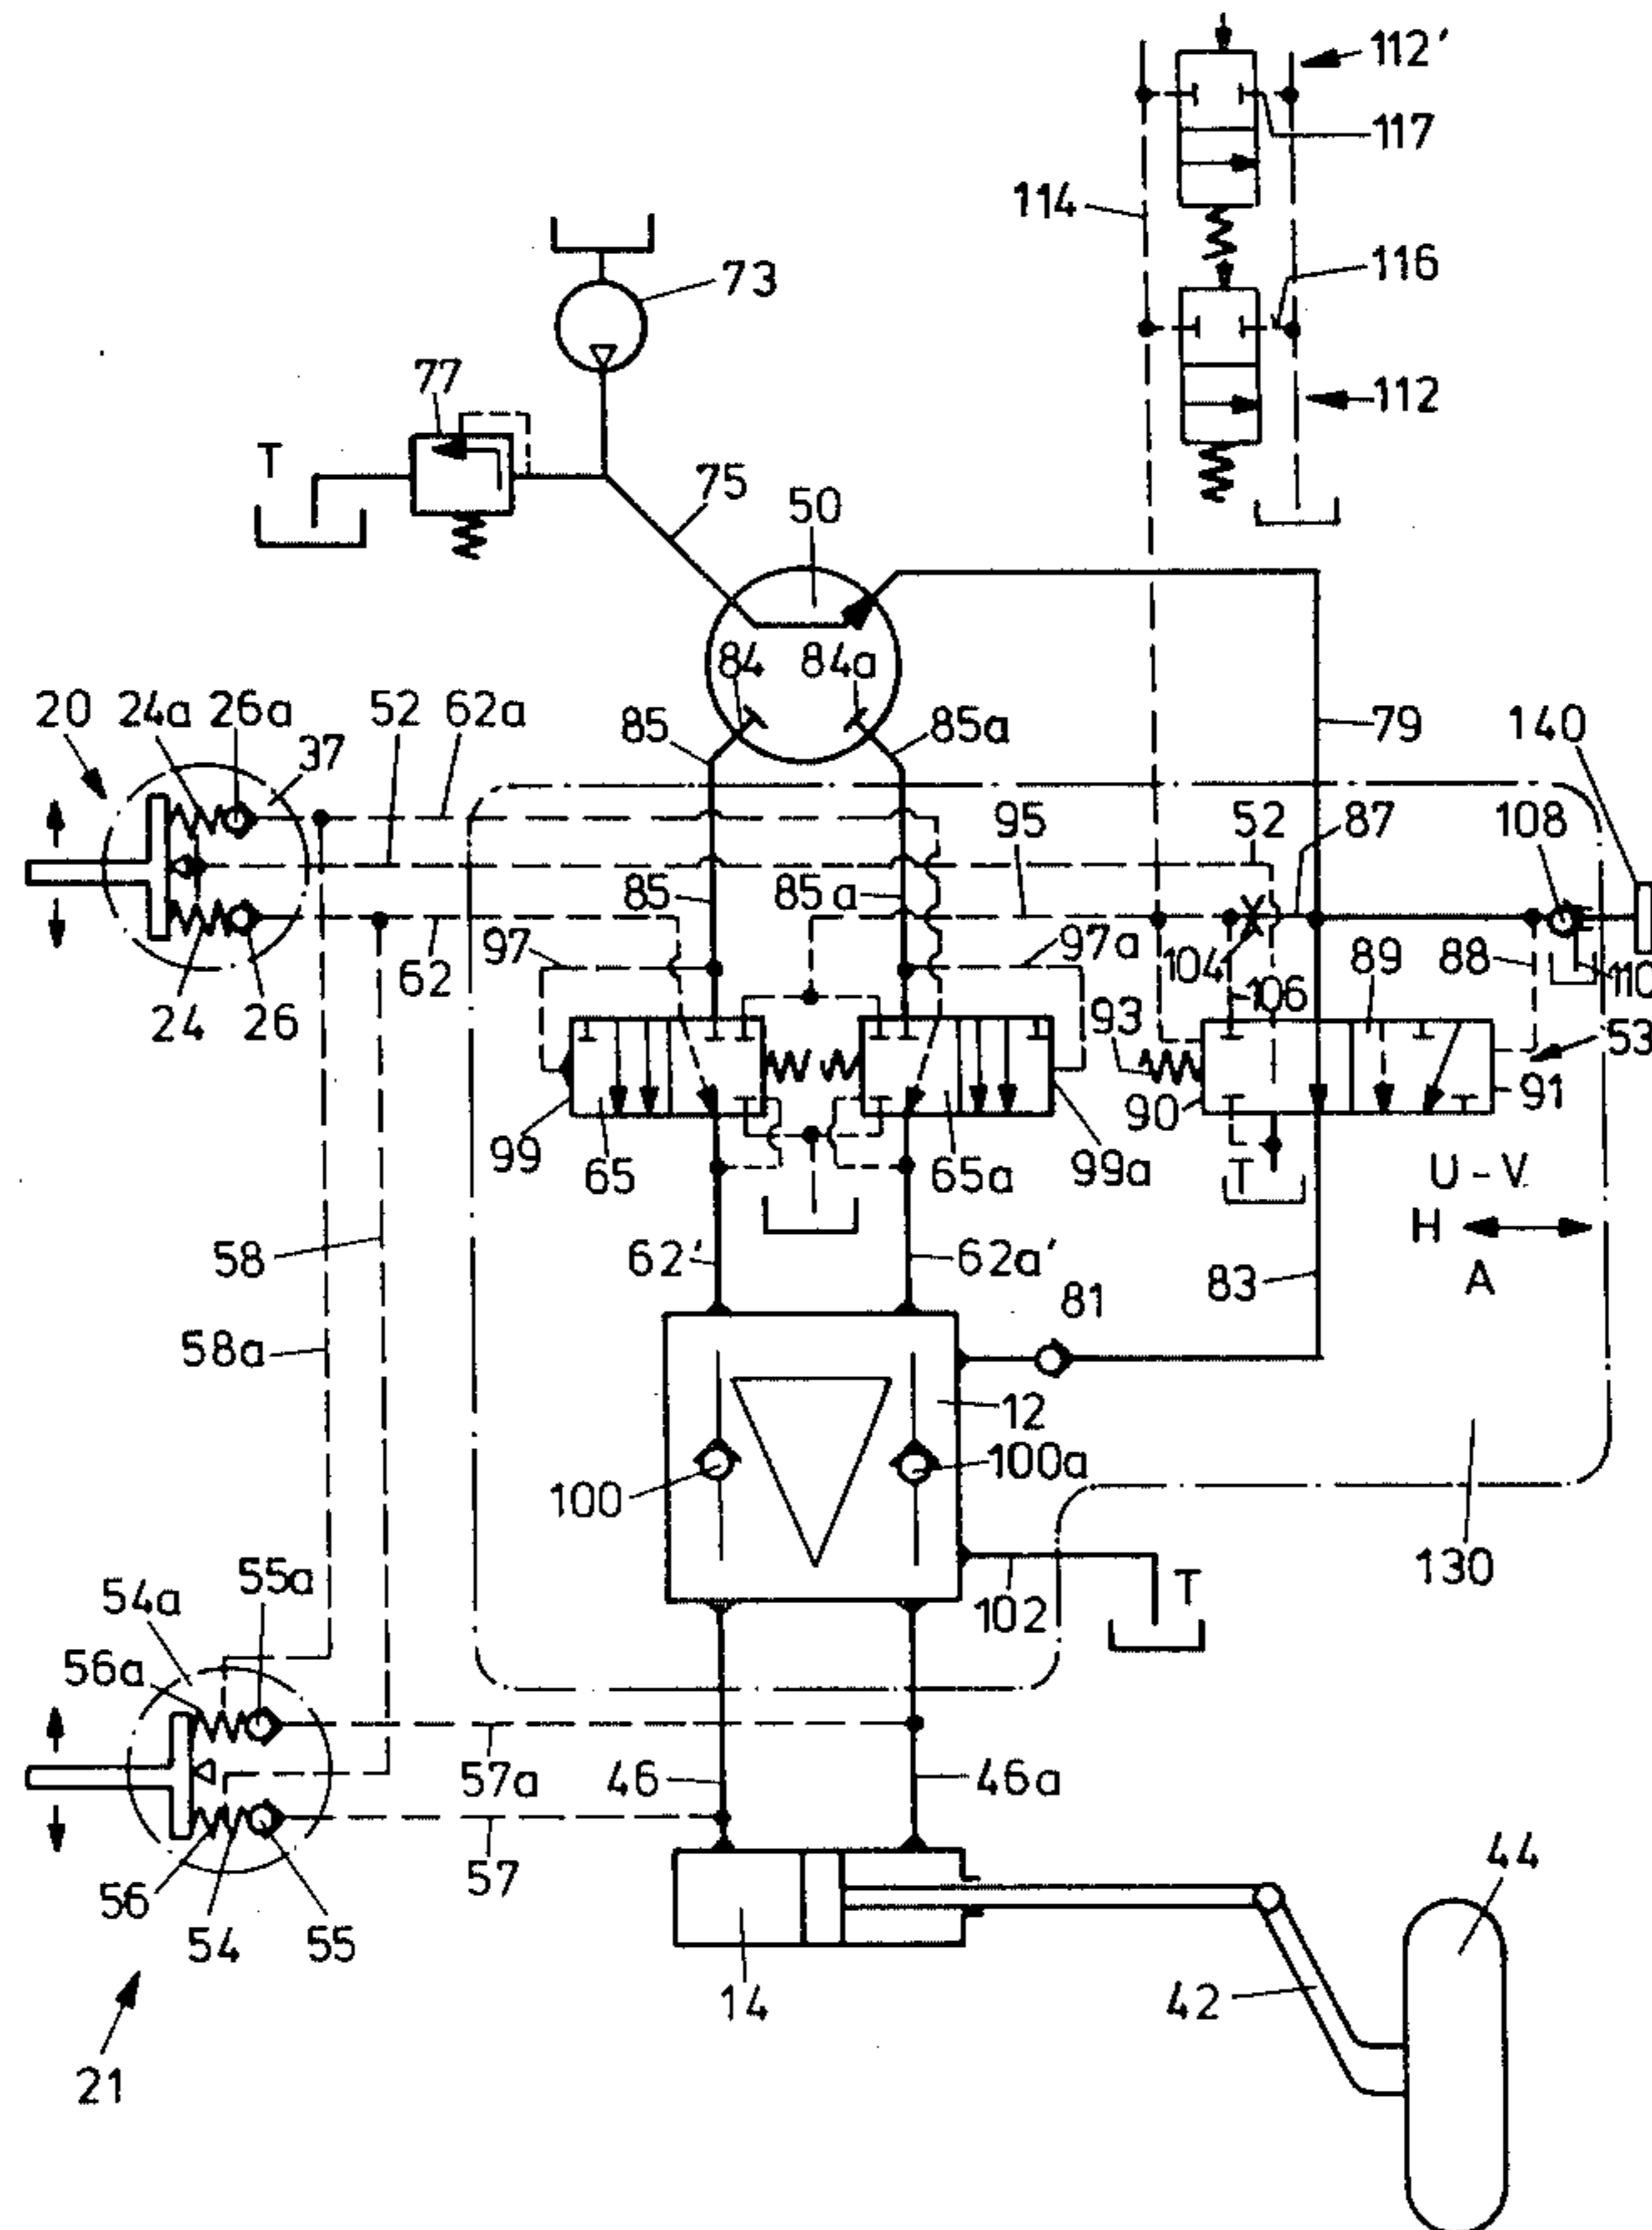 112'
117
114
116
73
112
77
T
75
50
84 84a
20 24a 26a 52 62a
37
85 85a
79 140
95 52 87 108
85 85a
97 62 97a
104 89 88 110
24 26
106
93 53
90 91
99 65 65a 99a
T
U-V
H
A
58
62' 62a'
81 83
58a
12
100 100a
130
55a
54a
102 T
56a
57a 46 46a
44
57
56
54 55
14 42
21